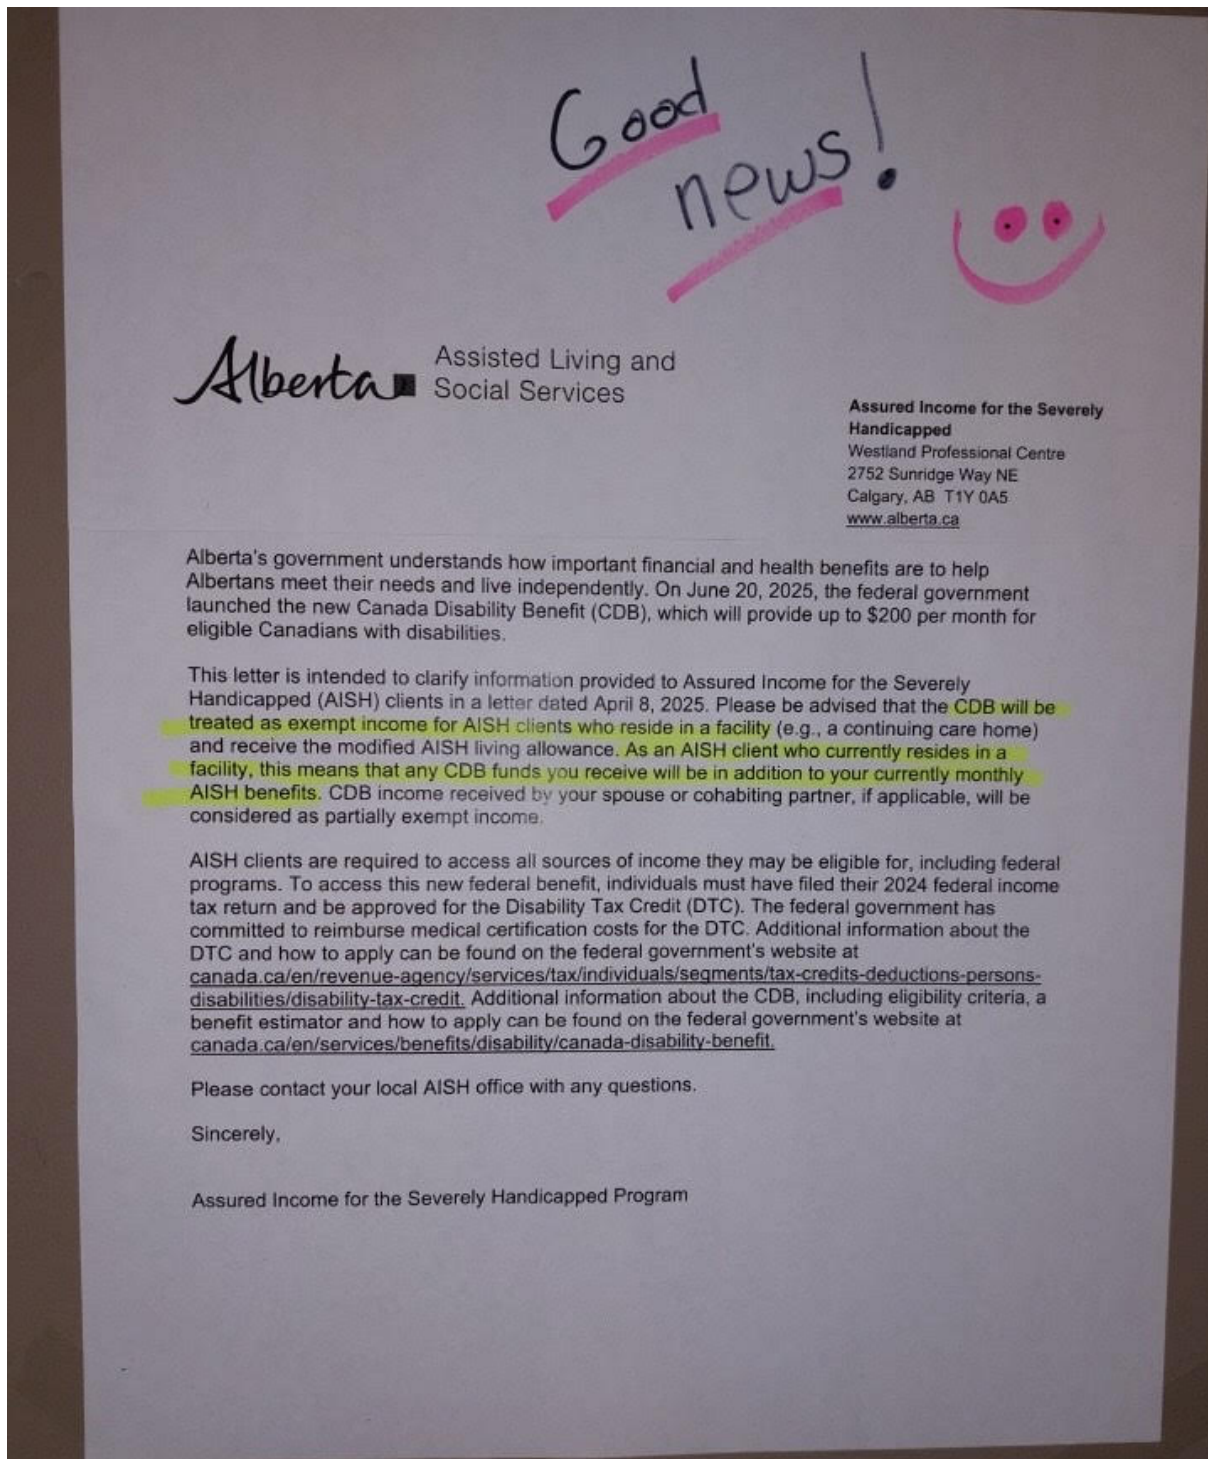 Good
news!
Alberta
Assisted Living and
Social Services
Assured Income for the Severely
Handicapped
Westland Professional Centre
2752 Sunridge Way NE
Calgary, AB T1Y 0A5
www.alberta.ca
Alberta's government understands how important financial and health benefits are to help
Albertans meet their needs and live independently. On June 20, 2025, the federal government
launched the new Canada Disability Benefit (CDB), which will provide up to $200 per month for
eligible Canadians with disabilities.
This letter is intended to clarify information provided to Assured Income for the Severely
Handicapped (AISH) clients in a letter dated April 8, 2025. Please be advised that the CDB will be
treated as exempt income for AISH clients who reside in a facility (e.g., a continuing care home)
and receive the modified AISH living allowance. As an AISH client who currently resides in a
facility, this means that any CDB funds you receive will be in addition to your currently monthly
AISH benefits. CDB income received by your spouse or cohabiting partner, if applicable, will be
considered as partially exempt income.
AISH clients are required to access all sources of income they may be eligible for, including federal
programs. To access this new federal benefit, individuals must have filed their 2024 federal income
tax return and be approved for the Disability Tax Credit (DTC). The federal government has
committed to reimburse medical certification costs for the DTC. Additional information about the
DTC and how to apply can be found on the federal government's website at
canada.ca/en/revenue-agency/services/tax/individuals/segments/tax-credits-deductions-persons-
disabilities/disability-tax-credit. Additional information about the CDB, including eligibility criteria, a
benefit estimator and how to apply can be found on the federal government's website at
canada.ca/en/services/benefits/disability/canada-disability-benefit.
Please contact your local AISH office with any questions.
Sincerely,
Assured Income for the Severely Handicapped Program